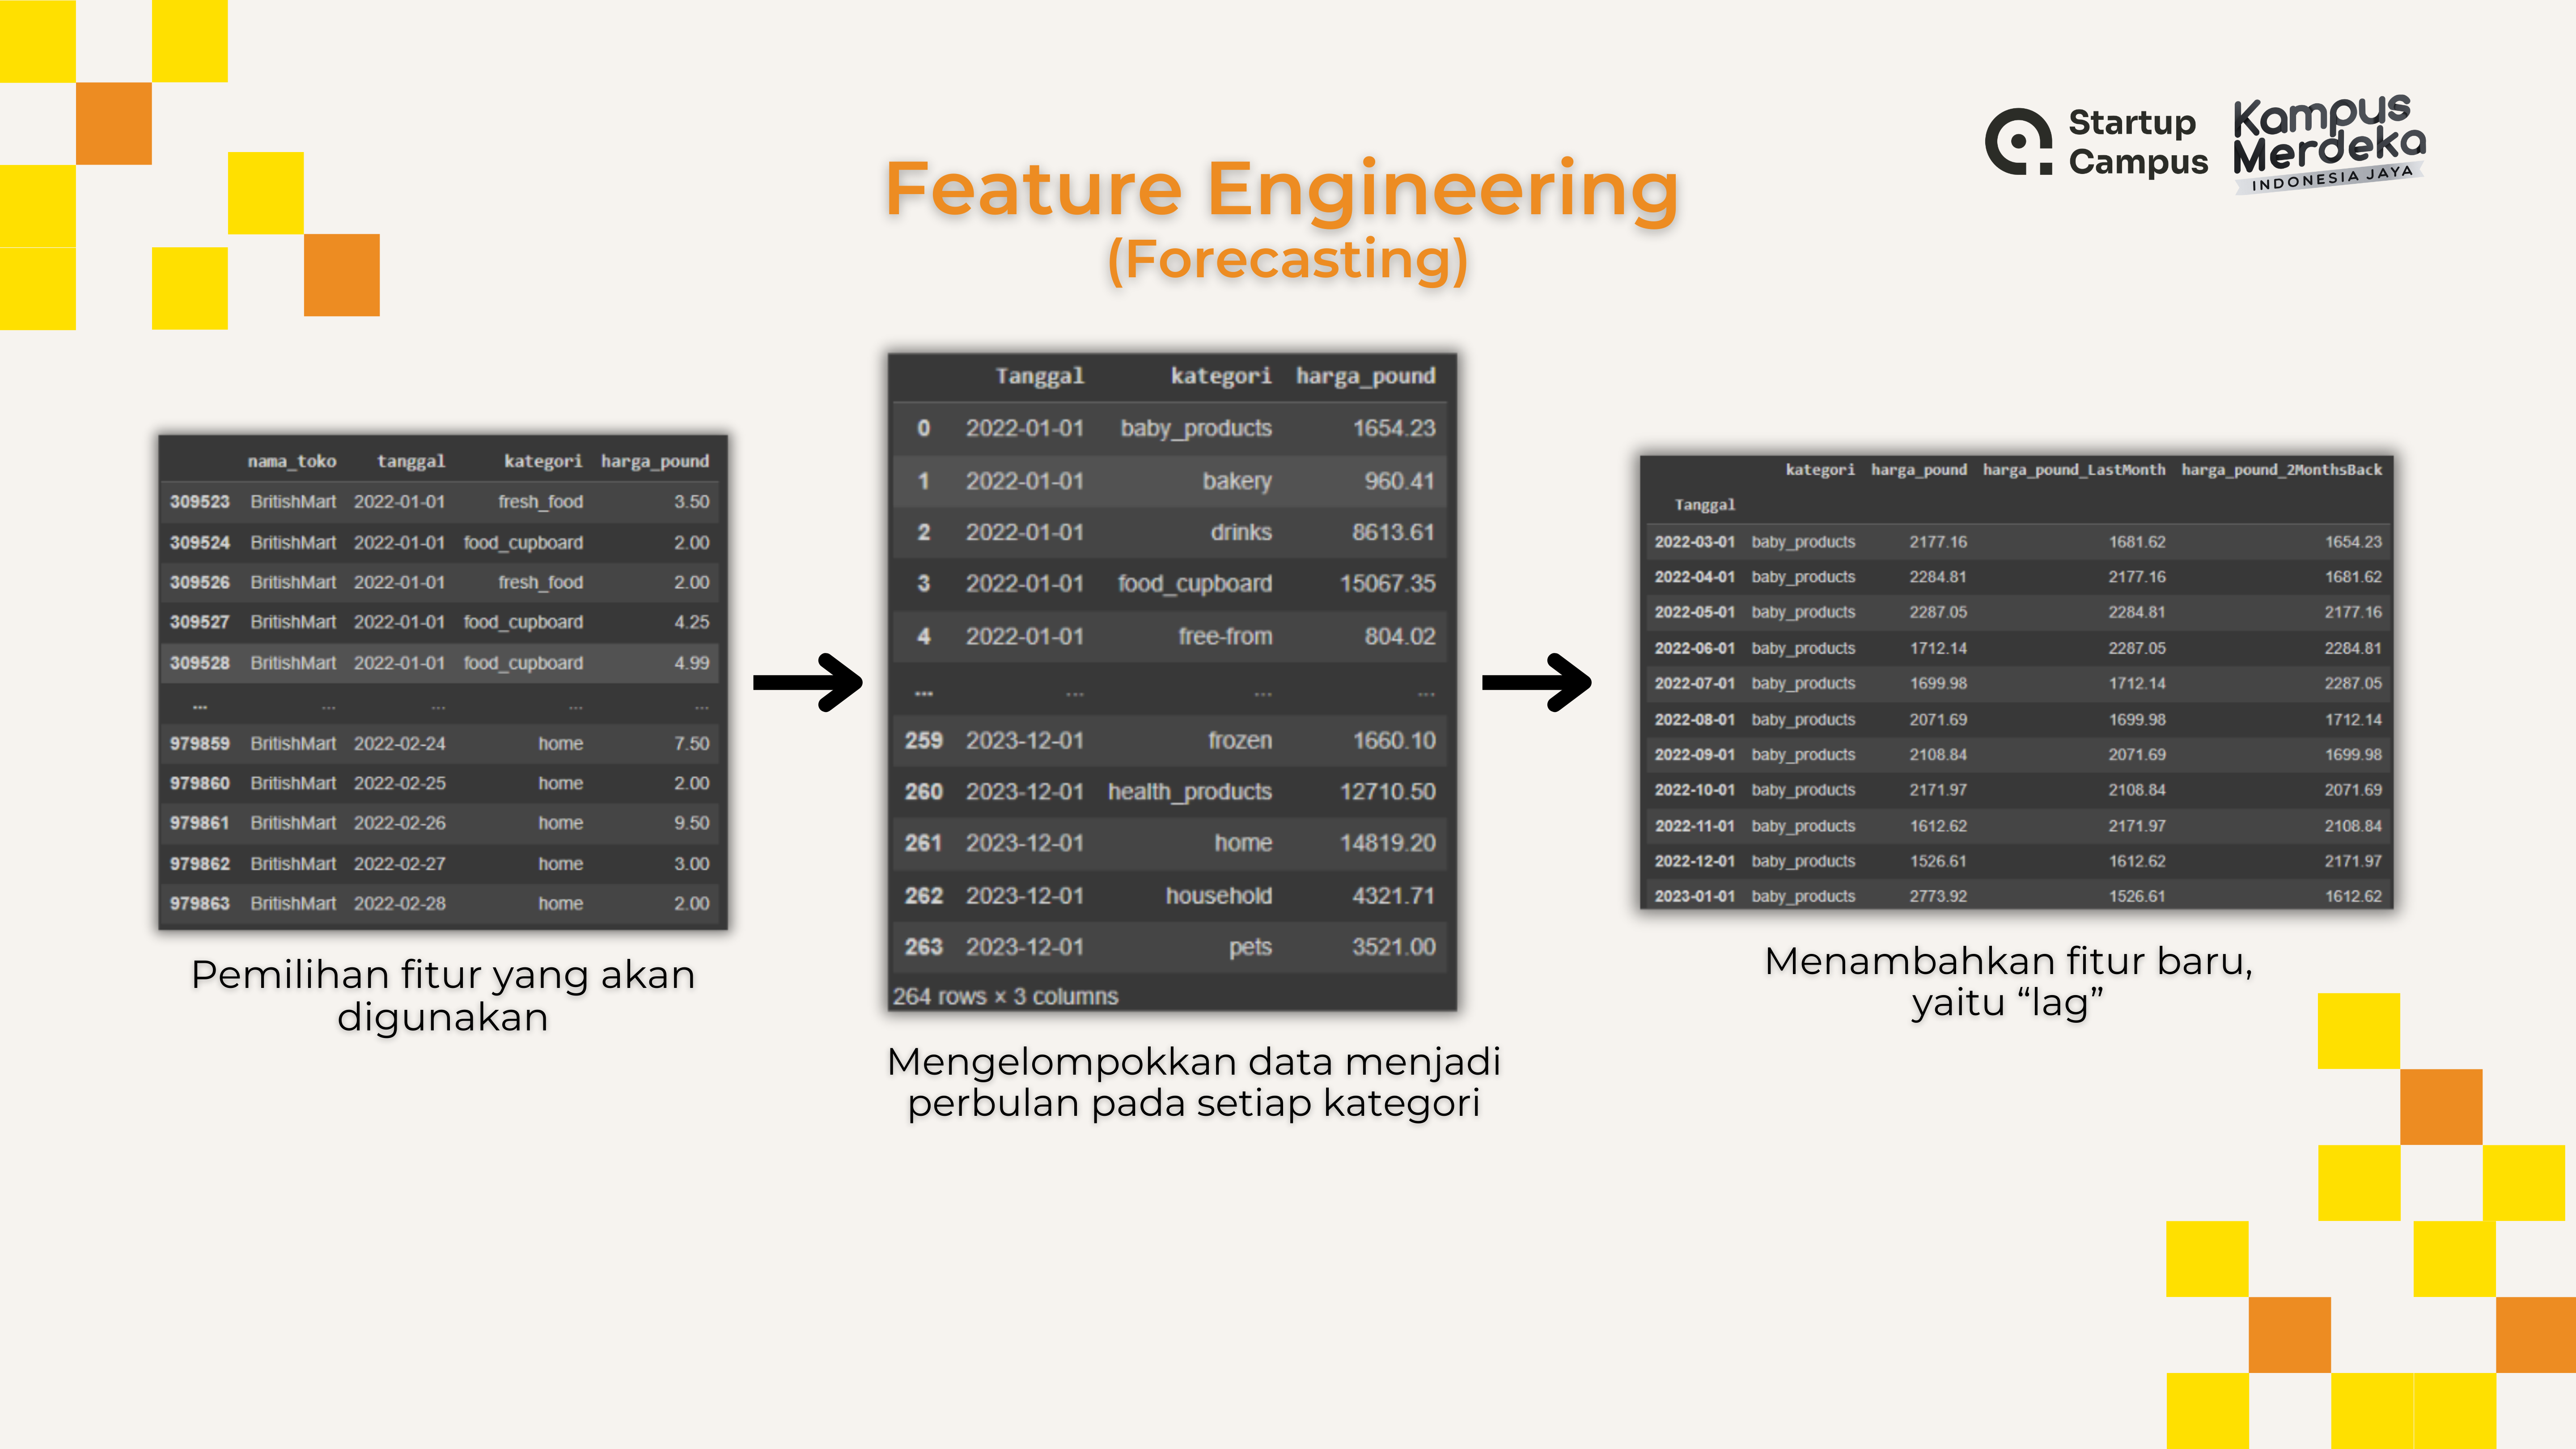 Startup
Campus
Kampus
Merdeka
INDONESIA JAYA
Feature Engineering
(Forecasting)
nama_toko tanggal kategori harga_pound
309523 BritishMart 2022-01-01 fresh_food 3.50
309524 BritishMart 2022-01-01 food_cupboard 2.00
309526 BritishMart 2022-01-01 fresh_food 2.00
309527 BritishMart 2022-01-01 food_cupboard 4.25
309528 BritishMart 2022-01-01 food_cupboard 4.99
... ... ... ... ...
979859 BritishMart 2022-02-24 home 7.50
979860 BritishMart 2022-02-25 home 2.00
979861 BritishMart 2022-02-26 home 9.50
979862 BritishMart 2022-02-27 home 3.00
979863 BritishMart 2022-02-28 home 2.00
Pemilihan fitur yang akan
digunakan
Tanggal kategori harga_pound
0 2022-01-01 baby_products 1654.23
1 2022-01-01 bakery 960.41
2 2022-01-01 drinks 8613.61
3 2022-01-01 food_cupboard 15067.35
4 2022-01-01 free-from 804.02
... ... ... ...
259 2023-12-01 frozen 1660.10
260 2023-12-01 health_products 12710.50
261 2023-12-01 home 14819.20
262 2023-12-01 household 4321.71
263 2023-12-01 pets 3521.00
264 rows × 3 columns
Mengelompokkan data menjadi
perbulan pada setiap kategori
kategori harga_pound harga_pound_LastMonth harga_pound_2MonthsBack
Tanggal
2022-03-01 baby_products 2177.16 1681.62 1654.23
2022-04-01 baby_products 2284.81 2177.16 1681.62
2022-05-01 baby_products 2287.05 2284.81 2177.16
2022-06-01 baby_products 1712.14 2287.05 2284.81
2022-07-01 baby_products 1699.98 1712.14 2287.05
2022-08-01 baby_products 2071.69 1699.98 1712.14
2022-09-01 baby_products 2108.84 2071.69 1699.98
2022-10-01 baby_products 2171.97 2108.84 2071.69
2022-11-01 baby_products 1612.62 2171.97 2108.84
2022-12-01 baby_products 1526.61 1612.62 2171.97
2023-01-01 baby_products 2773.92 1526.61 1612.62
Menambahkan fitur baru,
yaitu “lag”